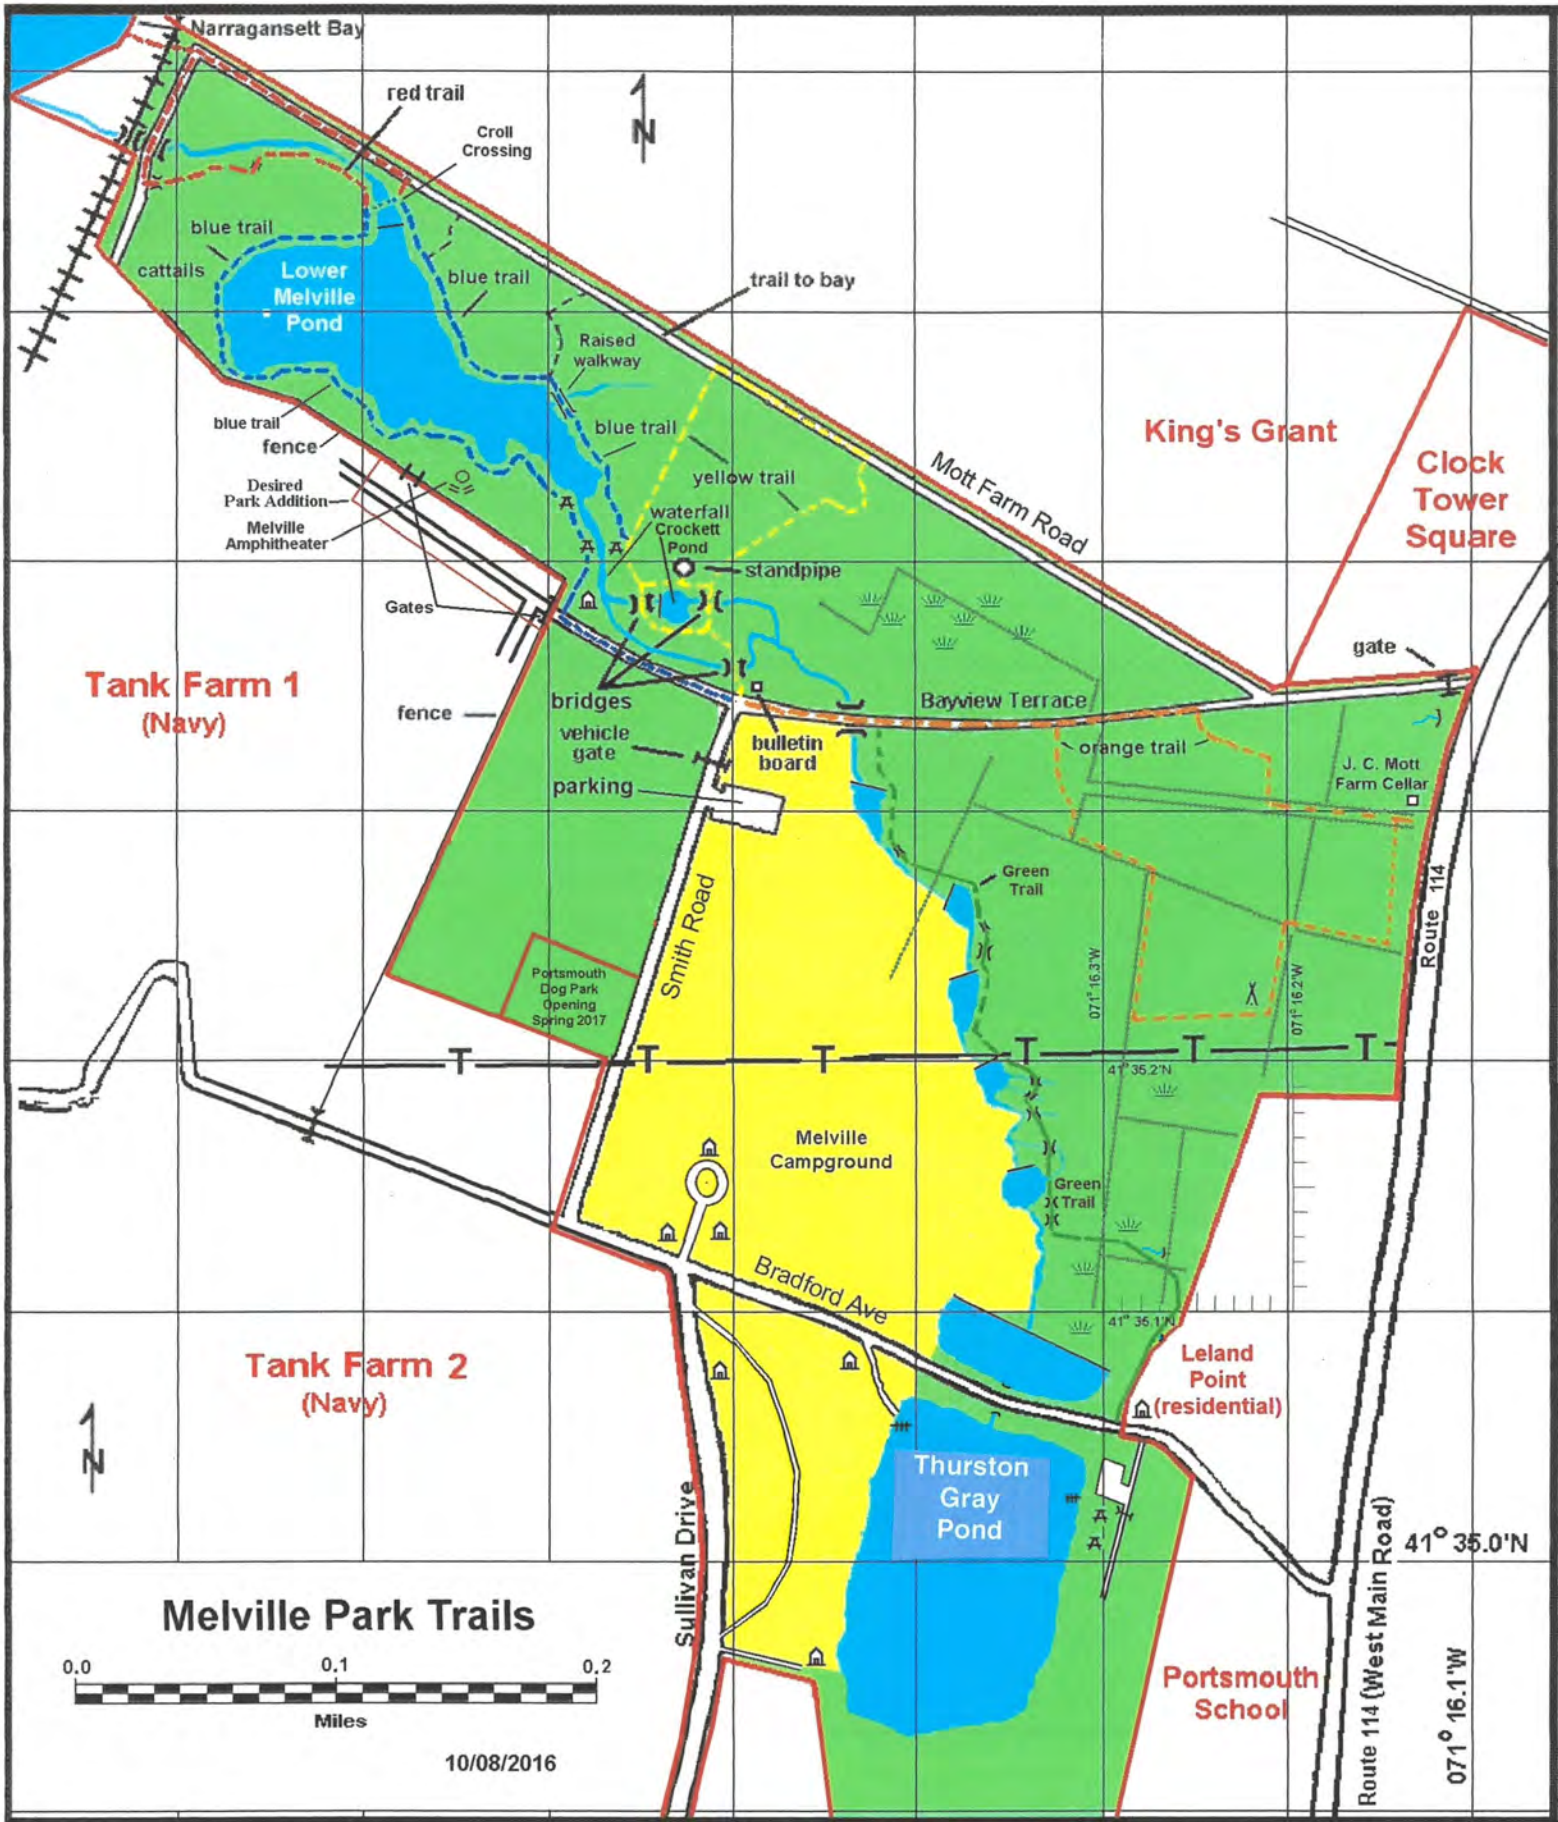 Narragansett Bay
red trail
Croll
Crossing
N
blue trail
cattails
Lower
Melville
Pond
blue trail
trail to bay
Raised
walkway
blue trail
fence
blue trail
yellow trail
Desired
Park Addition
Melville
Amphitheater
waterfall
Crockett
Pond
standpipe
Mott Farm Road
King's Grant
Clock
Tower
Square
Gates
gate
Tank Farm 1
(Navy)
fence
bridges
vehicle
gate
parking
bulletin
board
Bayview Terrace
orange trail
J. C. Mott
Farm Cellar
Green
Trail
Smith Road
Route 114
071° 16.3'W
071° 16.2'W
Portsmouth
Dog Park
Opening
Spring 2017
T
T
T
T
T
T
41° 35.2'N
Melville
Campground
Green
Trail
Bradford Ave
41° 35.1'N
Tank Farm 2
(Navy)
Leland
Point
(residential)
N
Thurston
Gray
Pond
Sullivan Drive
41° 35.0'N
Melville Park Trails
0.0
0.1
0.2
Miles
10/08/2016
Portsmouth
School
Route 114 (West Main Road)
071° 16.1'W